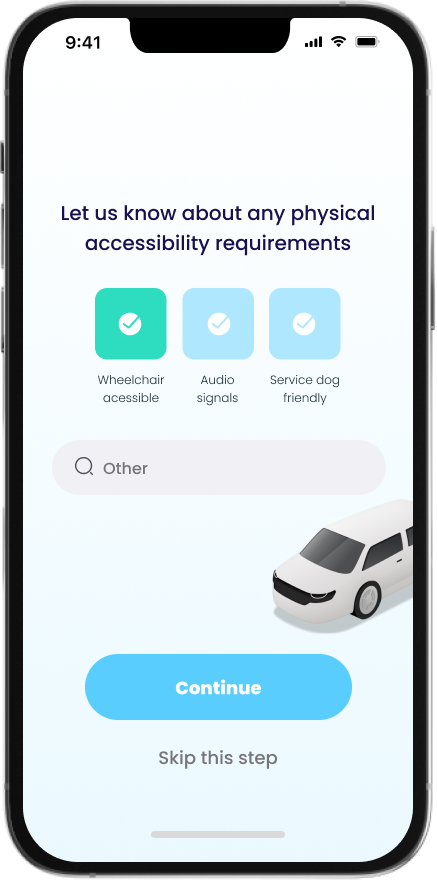 9:41
Let us know about any physical
accessibility requirements
Wheelchair
acessible
Audio
signals
Service dog
friendly
Other
Continue
Skip this step